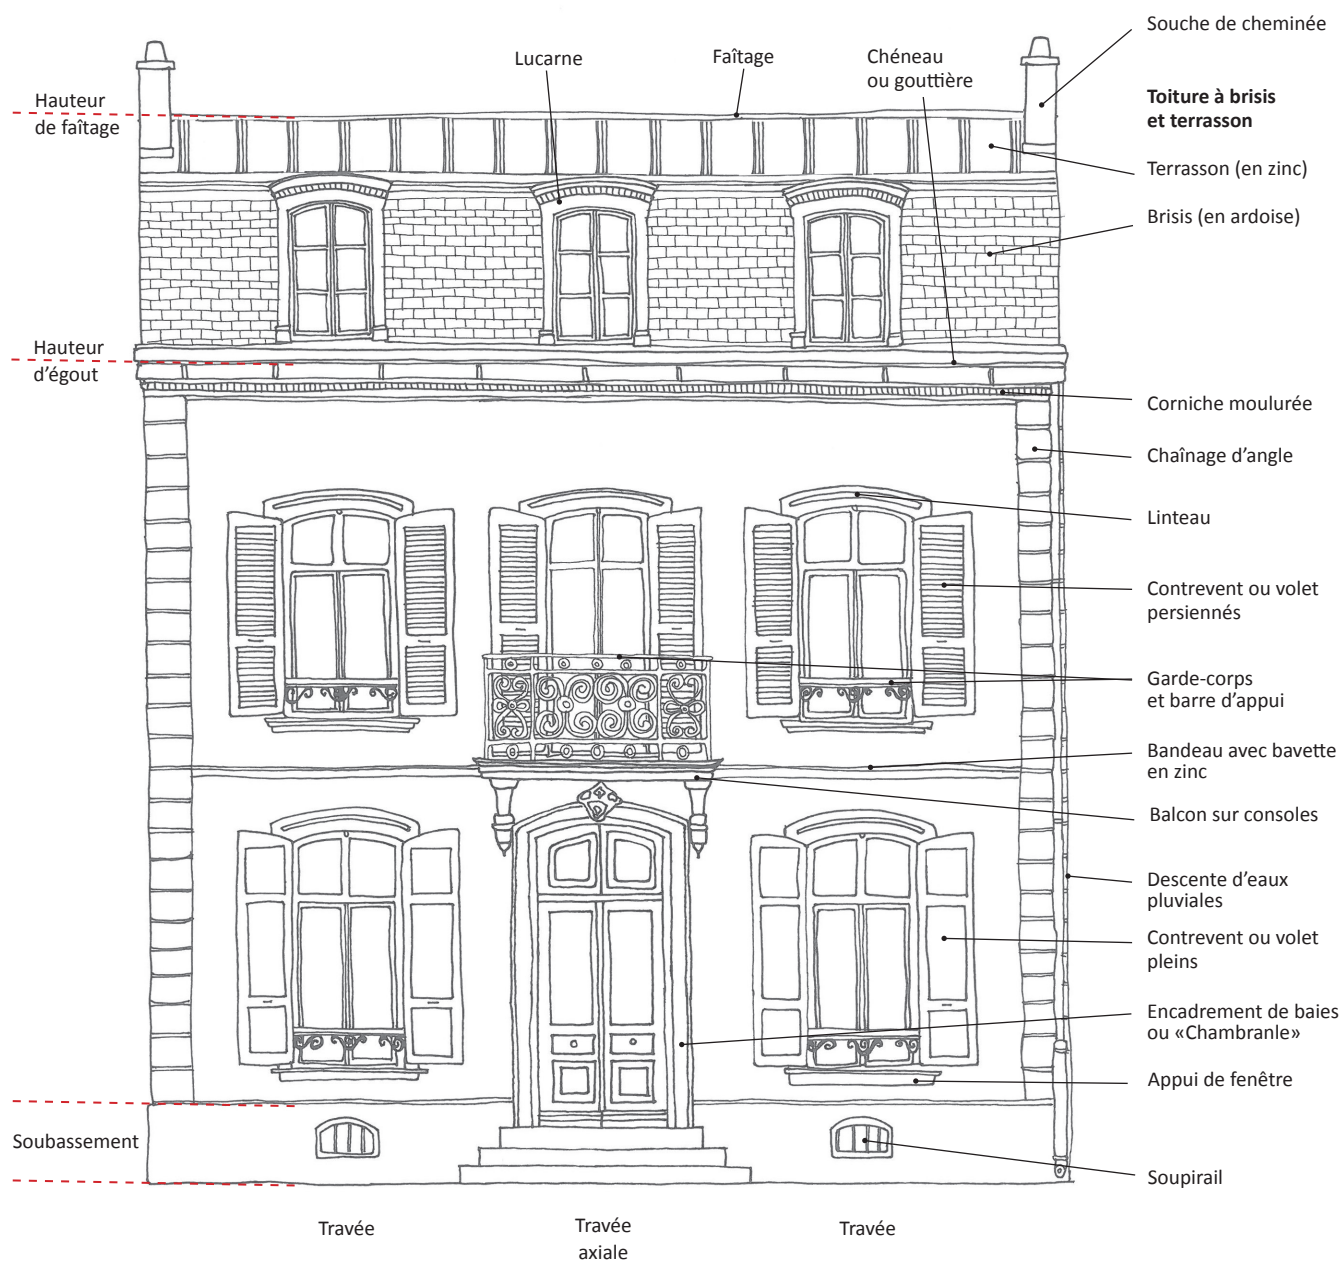 Souche de cheminée
Lucarne
Faîtage
Chéneau
ou gouttière
Hauteur
de faîtage
Toiture à brisis
et terrasson
Terrasson (en zinc)
Brisis (en ardoise)
Hauteur
d’égout
Corniche moulurée
Chaînage d’angle
Linteau
Contrevent ou volet
persiennés
Garde-corps
et barre d’appui
Bandeau avec bavette
en zinc
Balcon sur consoles
Descente d’eaux
pluviales
Contrevent ou volet
pleins
Encadrement de baies
ou «Chambranle»
Appui de fenêtre
Soubassement
Soupirail
Travée
Travée
axiale
Travée